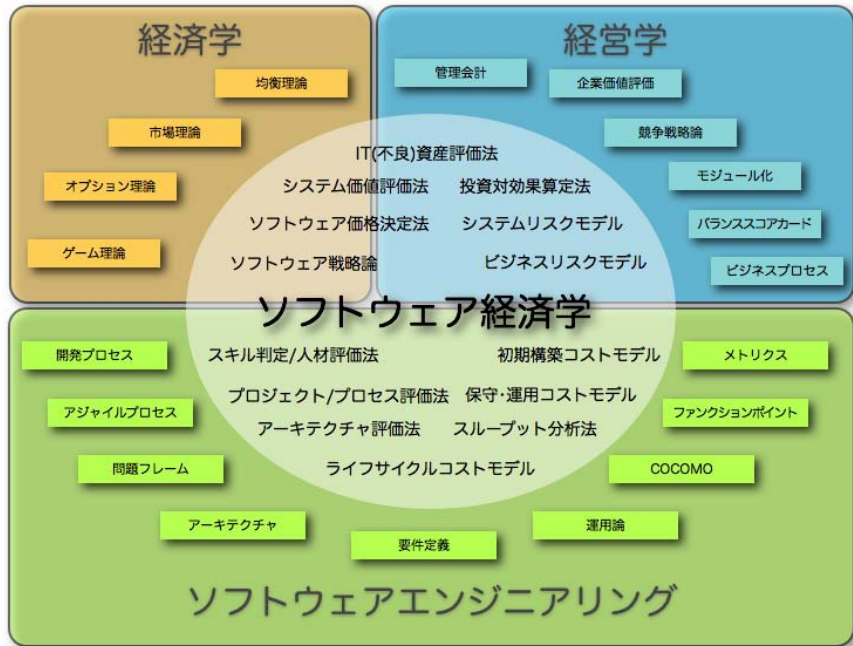 経済学
経営学
均衡理論
市場理論
オプション理論
ゲーム理論
管理会計
企業価値評価
競争戦略論
モジュール化
バランススコアカード
ビジネスプロセス
IT(不良)資産評価法
システム価値評価法 投資対効果算定法
ソフトウェア価格決定法 システムリスクモデル
ソフトウェア戦略論 ビジネスリスクモデル
ソフトウェア経済学
スキル判定/人材評価法 初期構築コストモデル
プロジェクト/プロセス評価法 保守・運用コストモデル
アーキテクチャ評価法 スループット分析法
ライフサイクルコストモデル
開発プロセス
アジャイルプロセス
問題フレーム
アーキテクチャ
要件定義
運用論
COCOMO
ファンクションポイント
メトリクス
ソフトウェアエンジニアリング